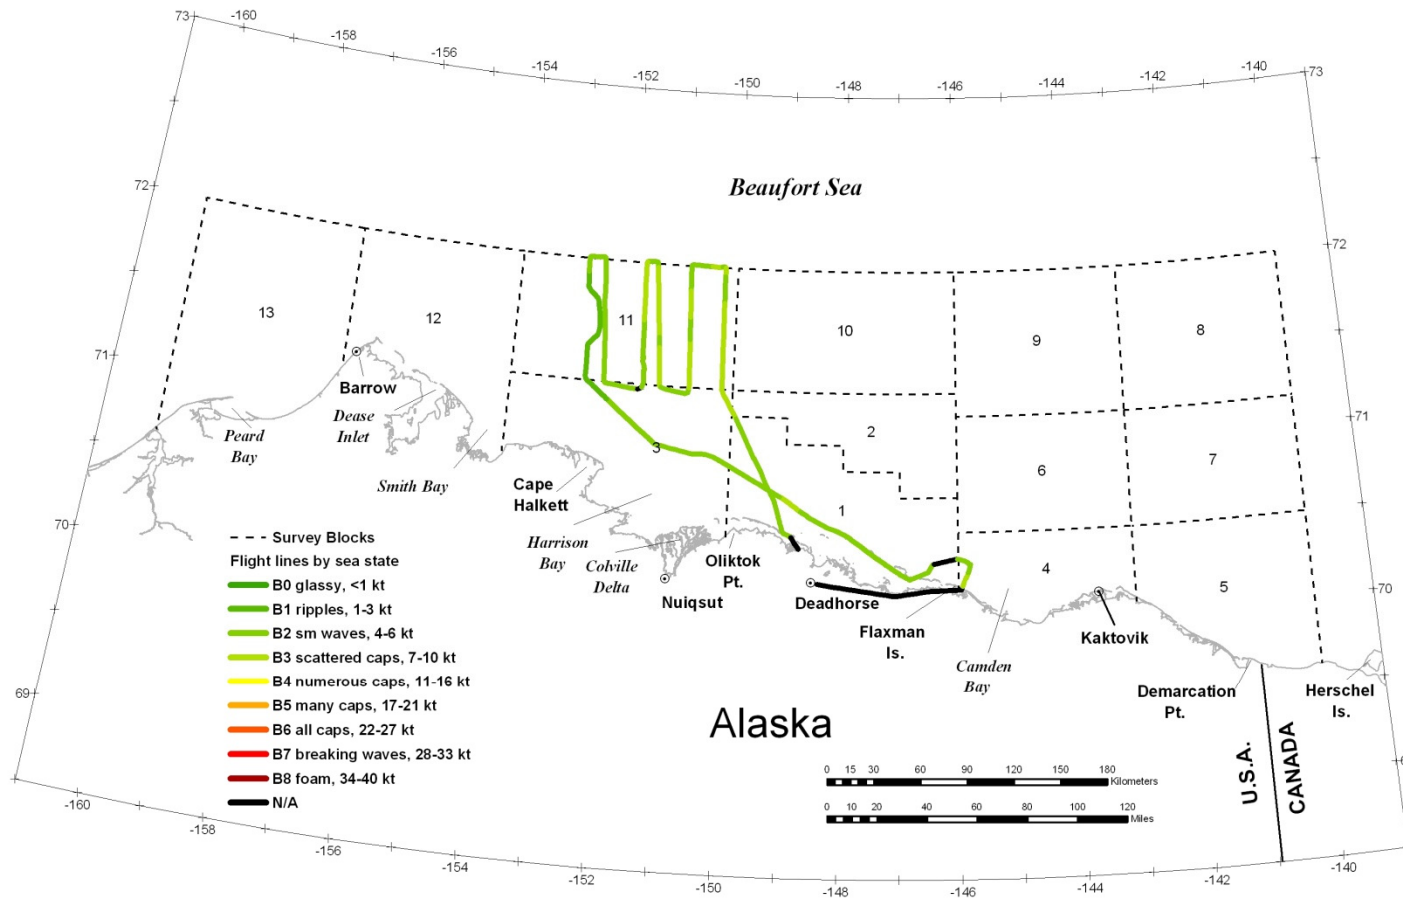 73
-160
-158
-156
-154
-152
-150
-148
-146
-144
-142
-140
73
72
Beaufort Sea
72
13
12
11
10
9
8
71
Barrow
Dease
Inlet
Peard
Bay
Smith Bay
71
2
3
6
7
Cape
Halkett
1
70
Harrison
Bay
Colville
Delta
Oliktok
Pt.
Nuiqsut
Deadhorse
Flaxman
Is.
4
5
70
Kaktovik
Camden
Bay
Demarcation
Pt.
Herschel
Is.
Survey Blocks
Flight lines by sea state
B0 glassy, <1 kt
B1 ripples, 1-3 kt
B2 sm waves, 4-6 kt
B3 scattered caps, 7-10 kt
B4 numerous caps, 11-16 kt
B5 many caps, 17-21 kt
B6 all caps, 22-27 kt
B7 breaking waves, 28-33 kt
B8 foam, 34-40 kt
N/A
69
Alaska
U.S.A.
CANADA
0 15 30 60 90 120 150 180
Kilometers
0 10 20 40 60 80 100 120
Miles
-160
-158
-156
-154
-152
-150
-148
-146
-144
-142
-140